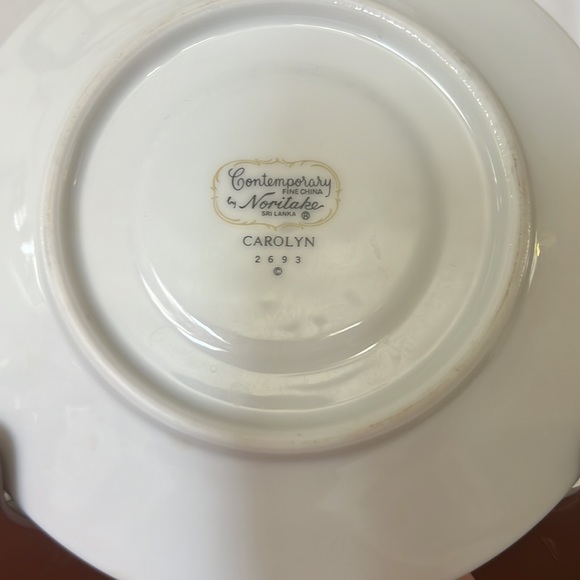 Contemporary
FINE CHINA
by Noritake
SRI LANKA ®
CAROLYN
2693
©